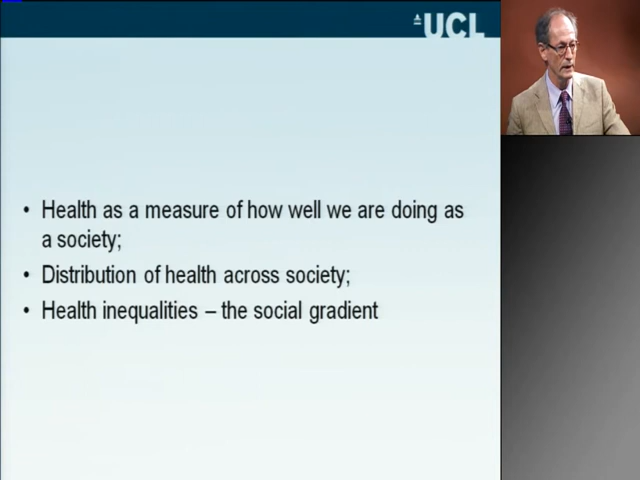 UCL
• Health as a measure of how well we are doing as
a society;
• Distribution of health across society;
• Health inequalities – the social gradient